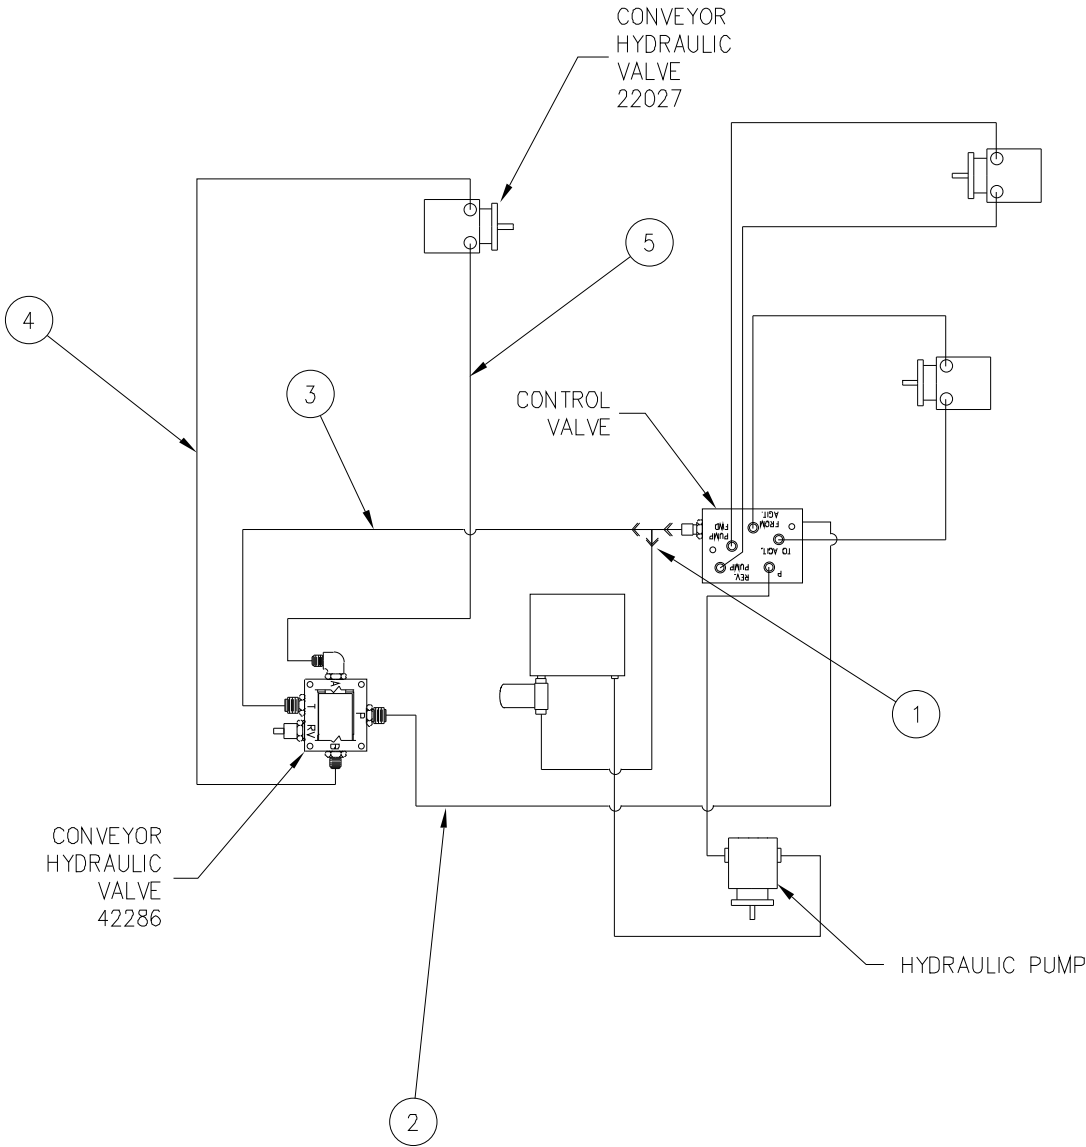 CONVEYOR
HYDRAULIC
VALVE
22027
5
4
3
CONTROL
VALVE
AGIT.
FROM
FWD
PUMP
TO AGIT.
PUMP
REV.
P
A
T
P
RV
B
1
CONVEYOR
HYDRAULIC
VALVE
42286
HYDRAULIC PUMP
2